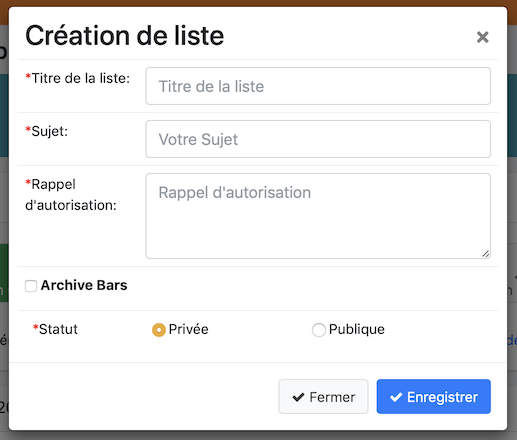 Création de liste ×
*Titre de la liste: Titre de la liste
*Sujet: Votre Sujet
*Rappel Rappel d'autorisation
d'autorisation:
Archive Bars
*Statut Privée Publique
Fermer Enregistrer